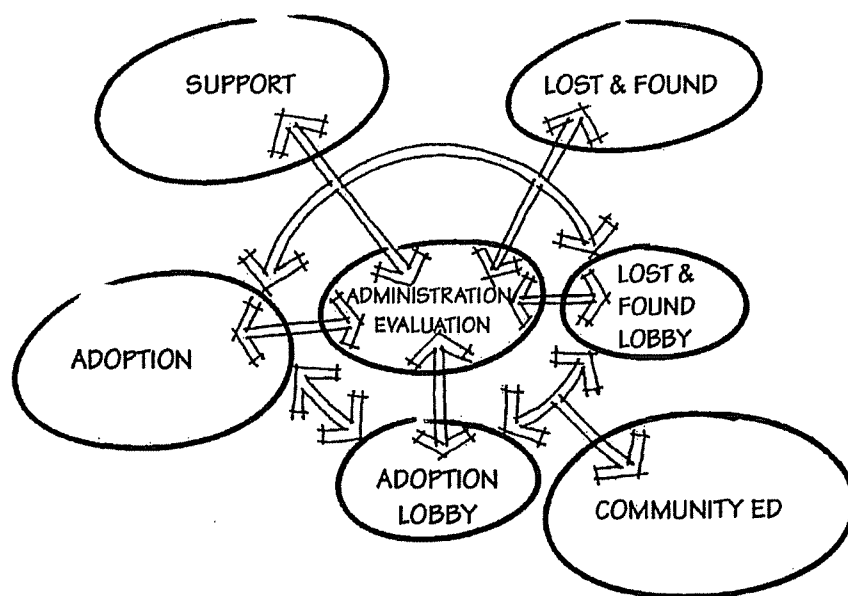 SUPPORT
LOST & FOUND
ADMINISTRATION
EVALUATION
LOST &
FOUND
LOBBY
ADOPTION
ADOPTION
LOBBY
COMMUNITY ED